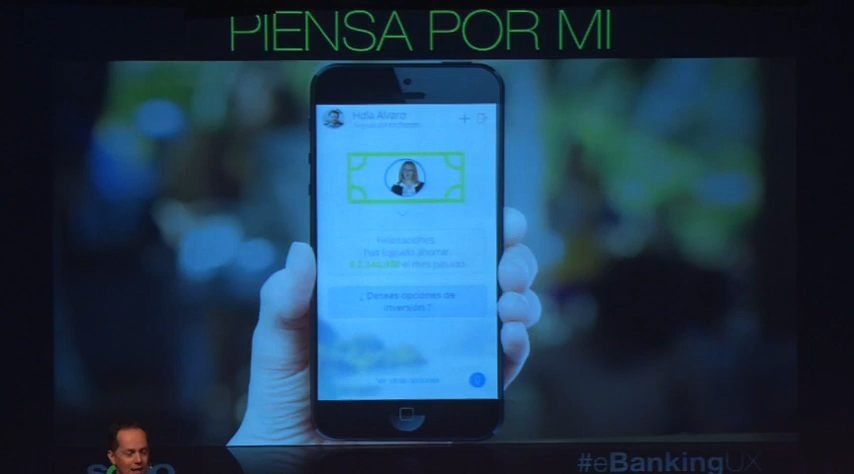 PIENSA POR MI
Hola Alvaro
Felicitaciones,
has logrado ahorrar
el mes pasado
¿Deseas opciones de
inversión?
#eBankingUX